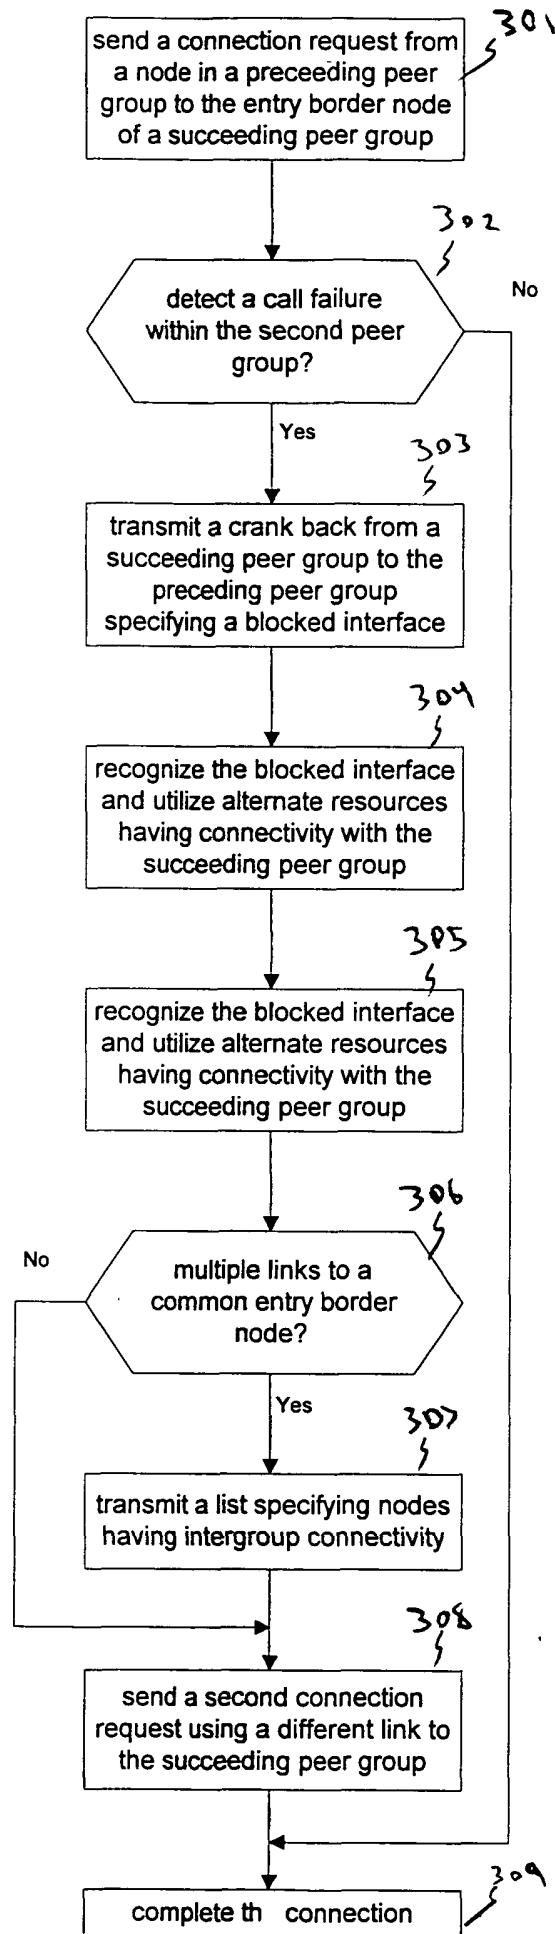 301
send a connection request from
a node in a preceeding peer
group to the entry border node
of a succeeding peer group
302
No
detect a call failure
within the second peer
group?
Yes
303
transmit a crank back from a
succeeding peer group to the
preceding peer group
specifying a blocked interface
304
recognize the blocked interface
and utilize alternate resources
having connectivity with the
succeeding peer group
305
recognize the blocked interface
and utilize alternate resources
having connectivity with the
succeeding peer group
306
No
multiple links to a
common entry border
node?
Yes
307
transmit a list specifying nodes
having intergroup connectivity
308
send a second connection
request using a different link to
the succeeding peer group
309
complete th connection